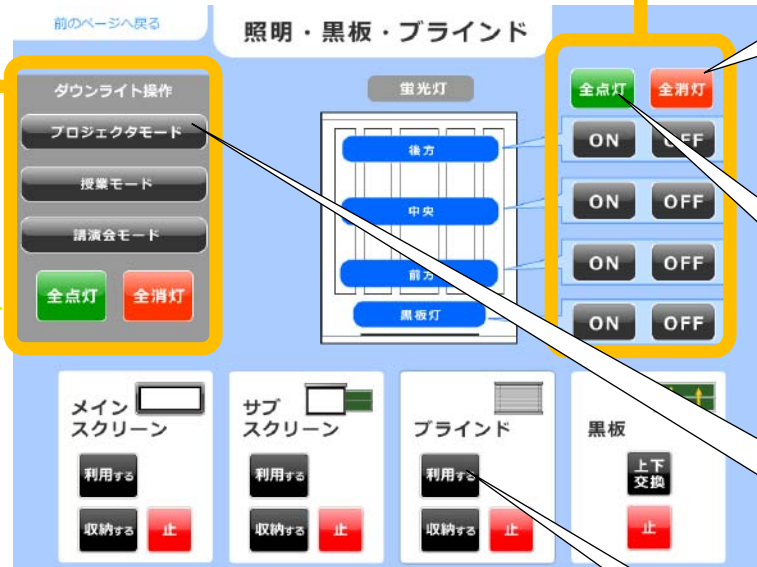 前のページへ戻る
照明・黒板・ブラインド
ダウンライト操作
プロジェクタモード
授業モード
講演会モード
全点灯
全消灯
蛍光灯
後方
中央
前方
黒板灯
全点灯
全消灯
ON
OFF
ON
OFF
ON
OFF
ON
OFF
メイン
スクリーン
利用する
収納する
止
サブ
スクリーン
利用する
収納する
止
ブラインド
利用する
収納する
止
黒板
上下
交換
止